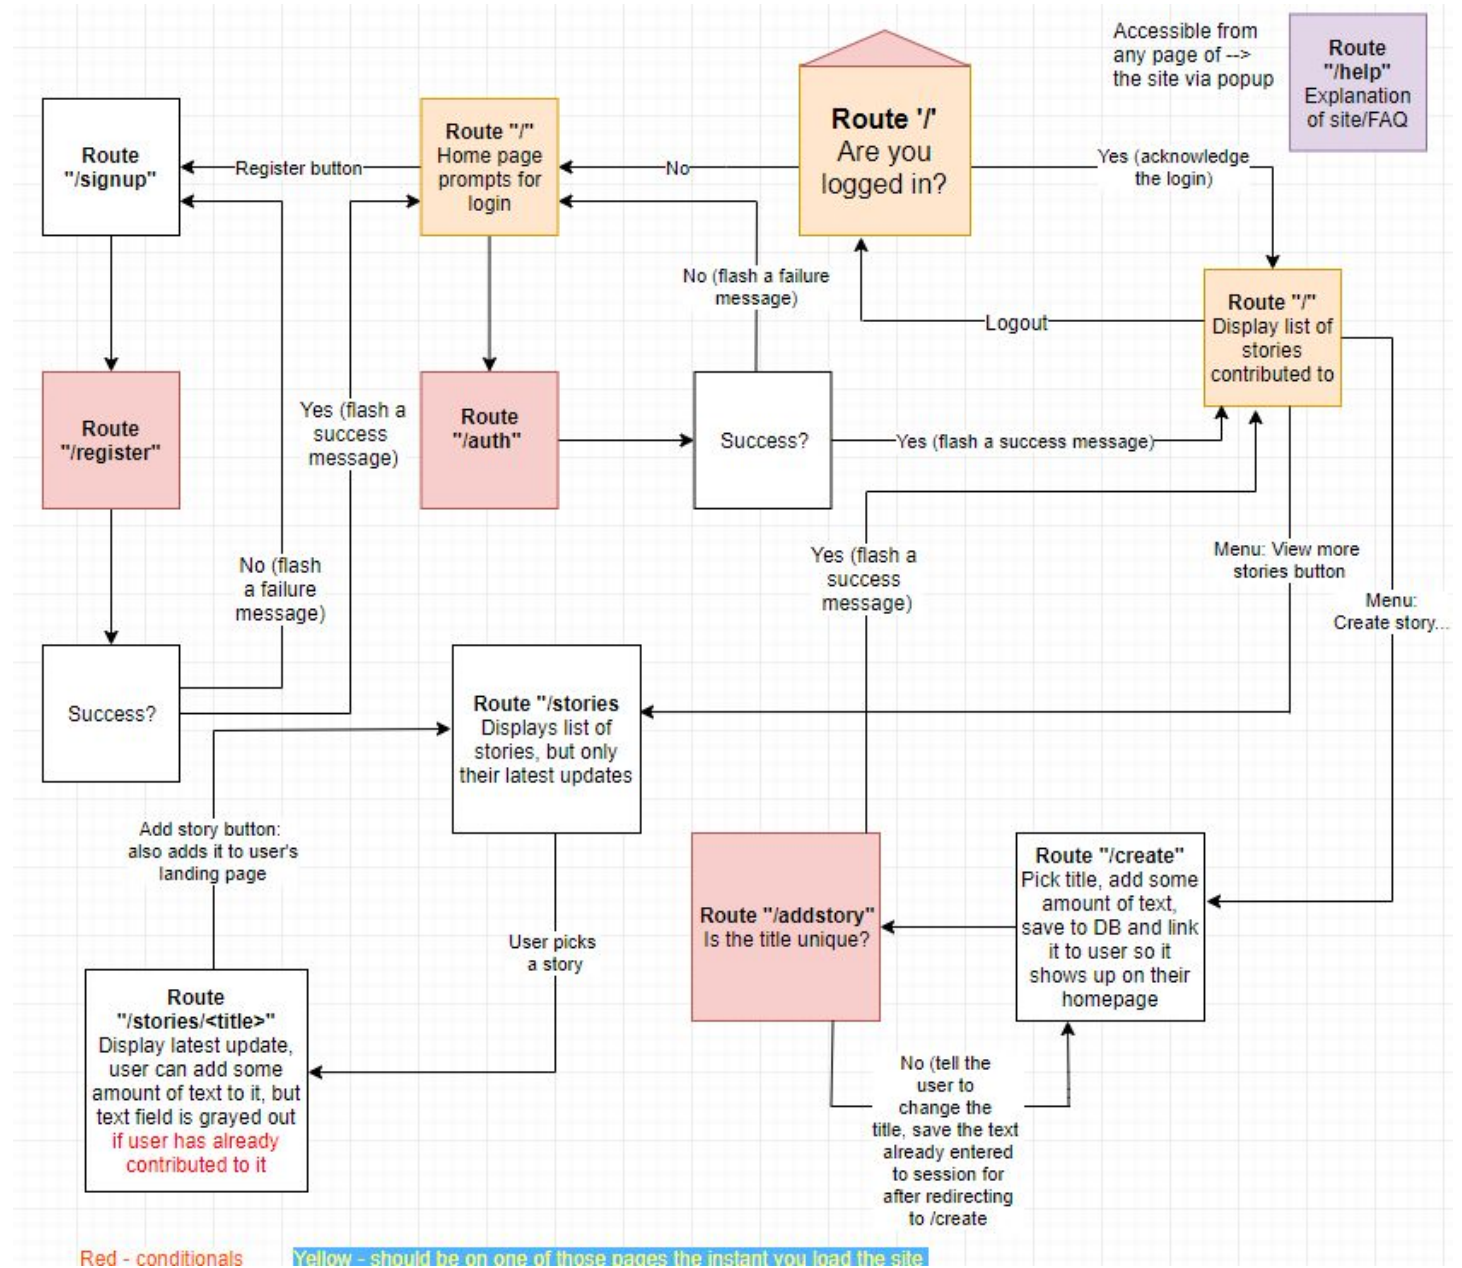 Accessible from
any page of -->
the site via popup
Route
"/help"
Explanation
of site/FAQ
Route '/'
Are you
logged in?
Route "/"
Home page
prompts for
login
Route
"/signup"
Register button
No
Yes (acknowledge
the login)
No (flash a failure
message)
Logout
Route "/"
Display list of
stories
contributed to
Route
"/register"
Yes (flash a
success
message)
Route
"/auth"
Success?
Yes (flash a success message)
No (flash
a failure
message)
Yes (flash a
success
message)
Menu: View more
stories button
Menu:
Create story...
Success?
Route "/stories
Displays list of
stories, but only
their latest updates
Add story button:
also adds it to user's
landing page
User picks
a story
Route "/addstory"
Is the title unique?
Route "/create"
Pick title, add some
amount of text,
save to DB and link
it to user so it
shows up on their
homepage
Route
"/stories/<title>"
Display latest update,
user can add some
amount of text to it, but
text field is grayed out
if user has already
contributed to it
No (tell the
user to
change the
title, save the text
already entered
to session for
after redirecting
to /create
Red - conditionals
Yellow - should be on one of those pages the instant you load the site